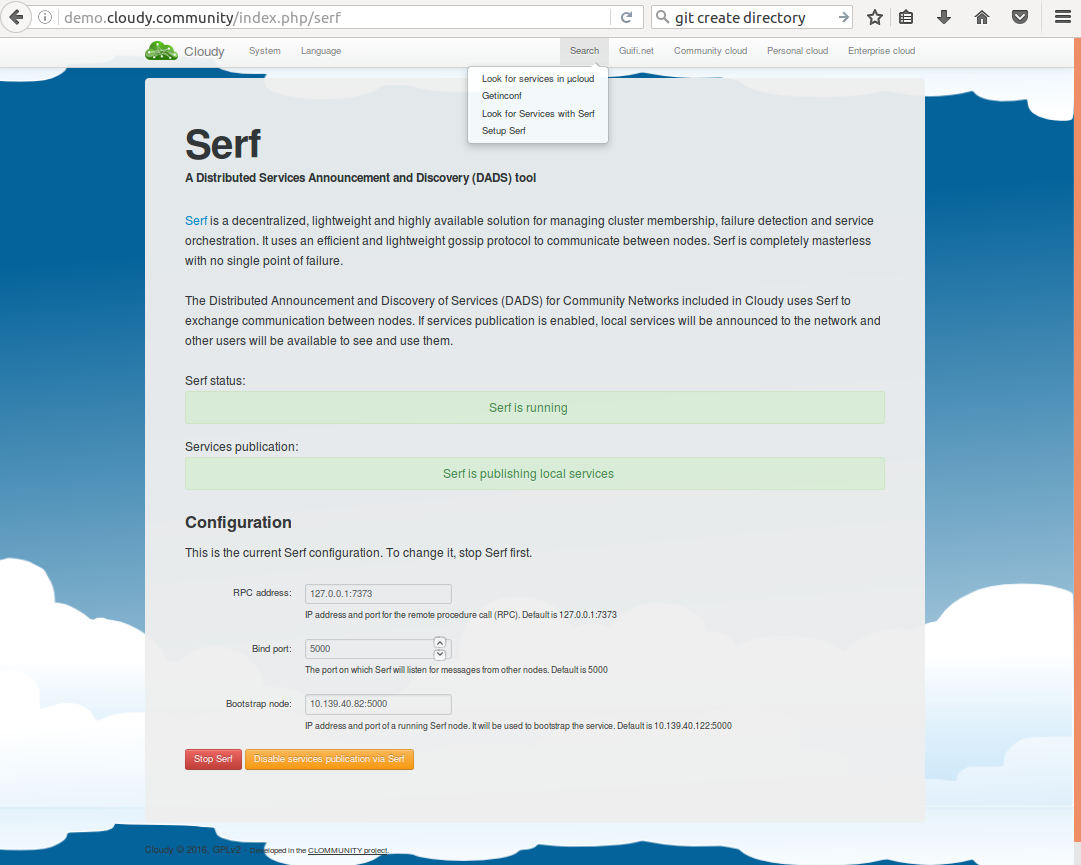 demo.cloudy.community/index.php/serf
git create directory
Cloudy System Language Search Guifi.net Community cloud Personal cloud Enterprise cloud
Look for services in µcloud
Getinconf
Look for Services with Serf
Setup Serf
Serf
A Distributed Services Announcement and Discovery (DADS) tool
Serf is a decentralized, lightweight and highly available solution for managing cluster membership, failure detection and service
orchestration. It uses an efficient and lightweight gossip protocol to communicate between nodes. Serf is completely masterless
with no single point of failure.
The Distributed Announcement and Discovery of Services (DADS) for Community Networks included in Cloudy uses Serf to
exchange communication between nodes. If services publication is enabled, local services will be announced to the network and
other users will be available to see and use them.
Serf status:
Serf is running
Services publication:
Serf is publishing local services
Configuration
This is the current Serf configuration. To change it, stop Serf first.
RPC address: 127.0.0.1:7373
IP address and port for the remote procedure call (RPC). Default is 127.0.0.1:7373
Bind port: 5000
The port on which Serf will listen for messages from other nodes. Default is 5000
Bootstrap node: 10.139.40.82:5000
IP address and port of a running Serf node. It will be used to bootstrap the service. Default is 10.139.40.122:5000
Stop Serf Disable services publication via Serf
Cloudy © 2016, GPLv2 - Developed in the CLOMMUNITY project.